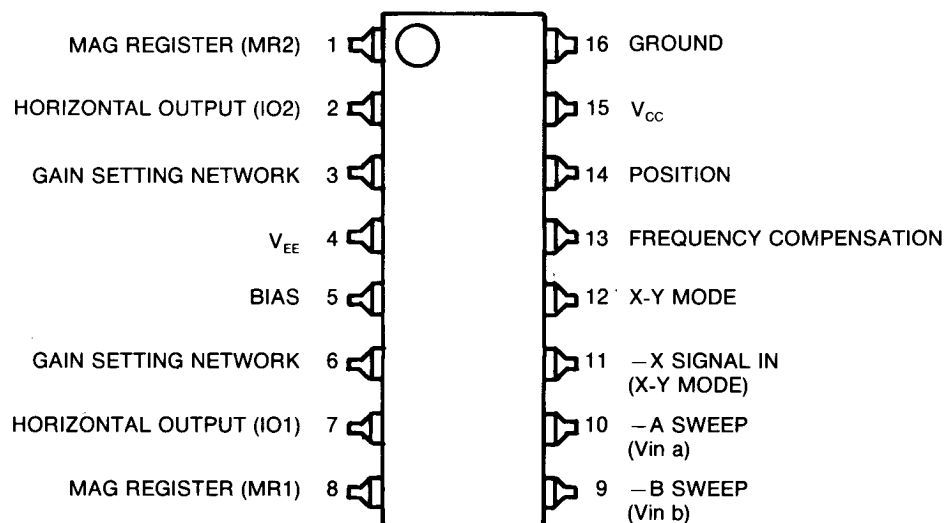 MAG REGISTER (MR2) 1
HORIZONTAL OUTPUT (IO2) 2
GAIN SETTING NETWORK 3
VEE 4
BIAS 5
GAIN SETTING NETWORK 6
HORIZONTAL OUTPUT (IO1) 7
MAG REGISTER (MR1) 8
16 GROUND
15 VCC
14 POSITION
13 FREQUENCY COMPENSATION
12 X-Y MODE
11 —X SIGNAL IN
(X-Y MODE)
10 —A SWEEP
(Vin a)
9 —B SWEEP
(Vin b)